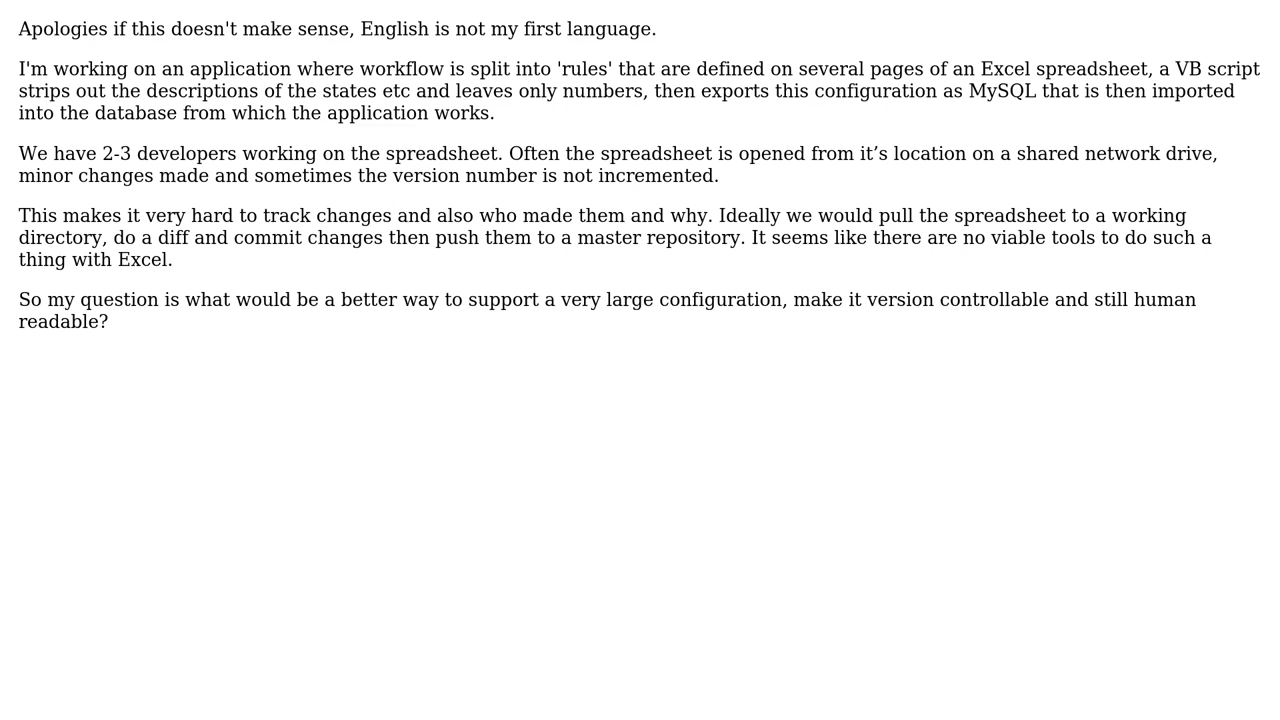 Apologies if this doesn't make sense, English is not my first language.
I'm working on an application where workflow is split into 'rules' that are defined on several pages of an Excel spreadsheet, a VB script
strips out the descriptions of the states etc and leaves only numbers, then exports this configuration as MySQL that is then imported
into the database from which the application works.
We have 2-3 developers working on the spreadsheet. Often the spreadsheet is opened from it’s location on a shared network drive,
minor changes made and sometimes the version number is not incremented.
This makes it very hard to track changes and also who made them and why. Ideally we would pull the spreadsheet to a working
directory, do a diff and commit changes then push them to a master repository. It seems like there are no viable tools to do such a
thing with Excel.
So my question is what would be a better way to support a very large configuration, make it version controllable and still human
readable?